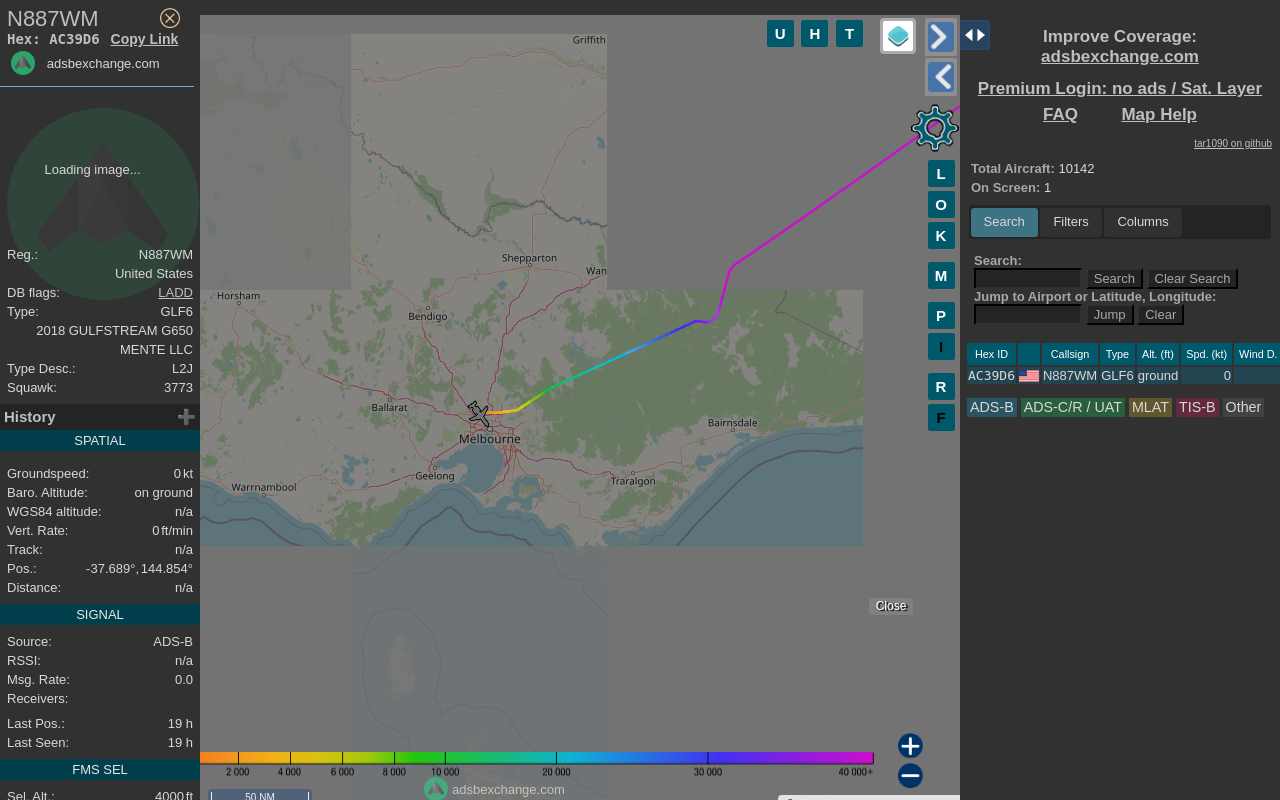 N887WM
Hex: AC39D6 Copy Link
adsbexchange.com
Loading image...
Reg.: N887WM
United States
DB flags: LADD
Type: GLF6
2018 GULFSTREAM G650
MENTE LLC
Type Desc.: L2J
Squawk: 3773
History
SPATIAL
Groundspeed: 0 kt
Baro. Altitude: on ground
WGS84 altitude: n/a
Vert. Rate: 0 ft/min
Track: n/a
Pos.: -37.689°, 144.854°
Distance: n/a
SIGNAL
Source: ADS-B
RSSI: n/a
Msg. Rate: 0.0
Receivers:
Last Pos.: 19 h
Last Seen: 19 h
FMS SEL
Sel. Alt.: 4000 ft
U H T
Griffith
Shepparton
Wan
Horsham
Bendigo
Ballarat
Melbourne
Bairnsdale
Geelong
Traralgon
Warrnambool
L
O
K
M
P
I
R
F
Close
2 000 4 000 6 000 8 000 10 000 20 000 30 000 40 000+
adsbexchange.com
50 NM
Improve Coverage:
adsbexchange.com
Premium Login: no ads / Sat. Layer
FAQ Map Help
tar1090 on github
Total Aircraft: 10142
On Screen: 1
Search Filters Columns
Search:
Search Clear Search
Jump to Airport or Latitude, Longitude:
Jump Clear
Hex ID Callsign Type Alt. (ft) Spd. (kt) Wind D.
AC39D6 N887WM GLF6 ground 0
ADS-B ADS-C/R / UAT MLAT TIS-B Other